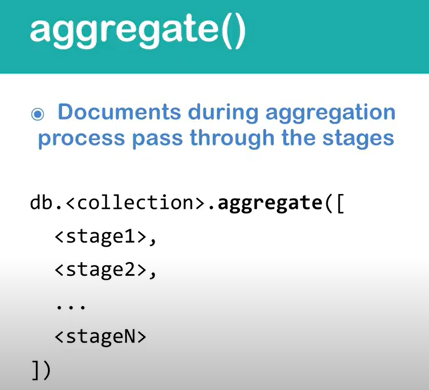 aggregate()
Documents during aggregation
process pass through the stages
db.<collection>.aggregate([
<stage1>,
<stage2>,
...
<stageN>
])